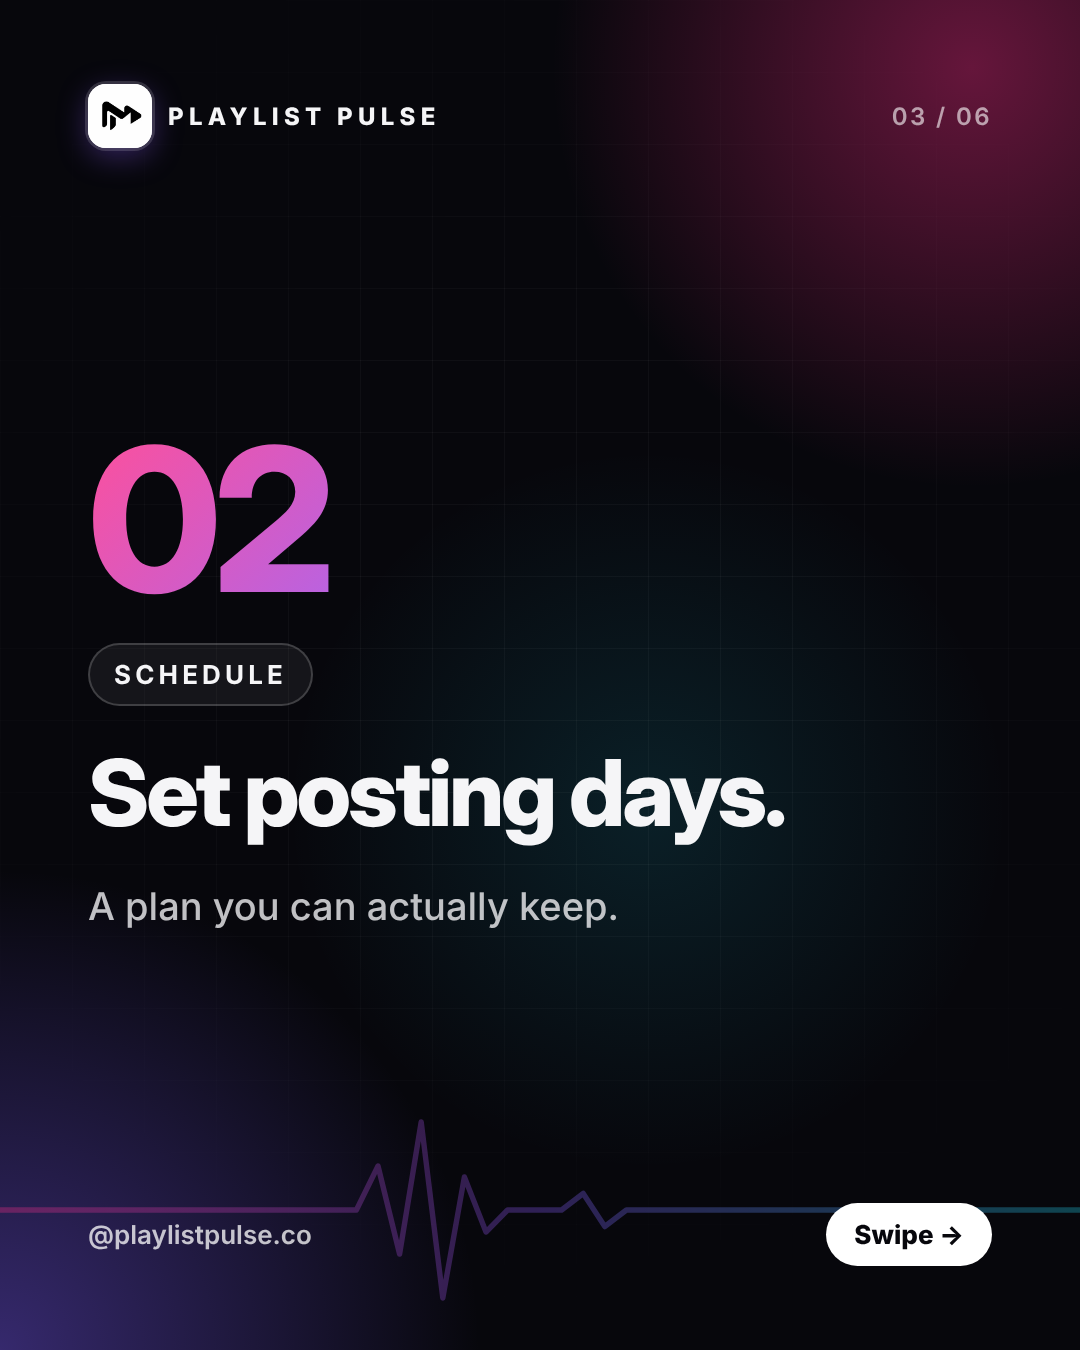 PLAYLIST PULSE
03 / 06
02
SCHEDULE
Set posting days.
A plan you can actually keep.
@playlistpulse.co
Swipe →